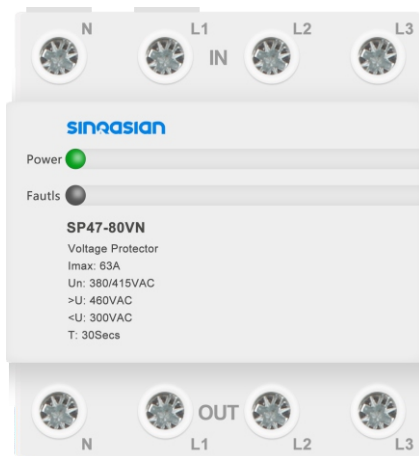 N L1 L2 L3
IN
sinqasian
Power
Fautls
SP47-80VN
Voltage Protector
Imax: 63A
Un: 380/415VAC
>U: 460VAC
<U: 300VAC
T: 30Secs
OUT
N L1 L2 L3